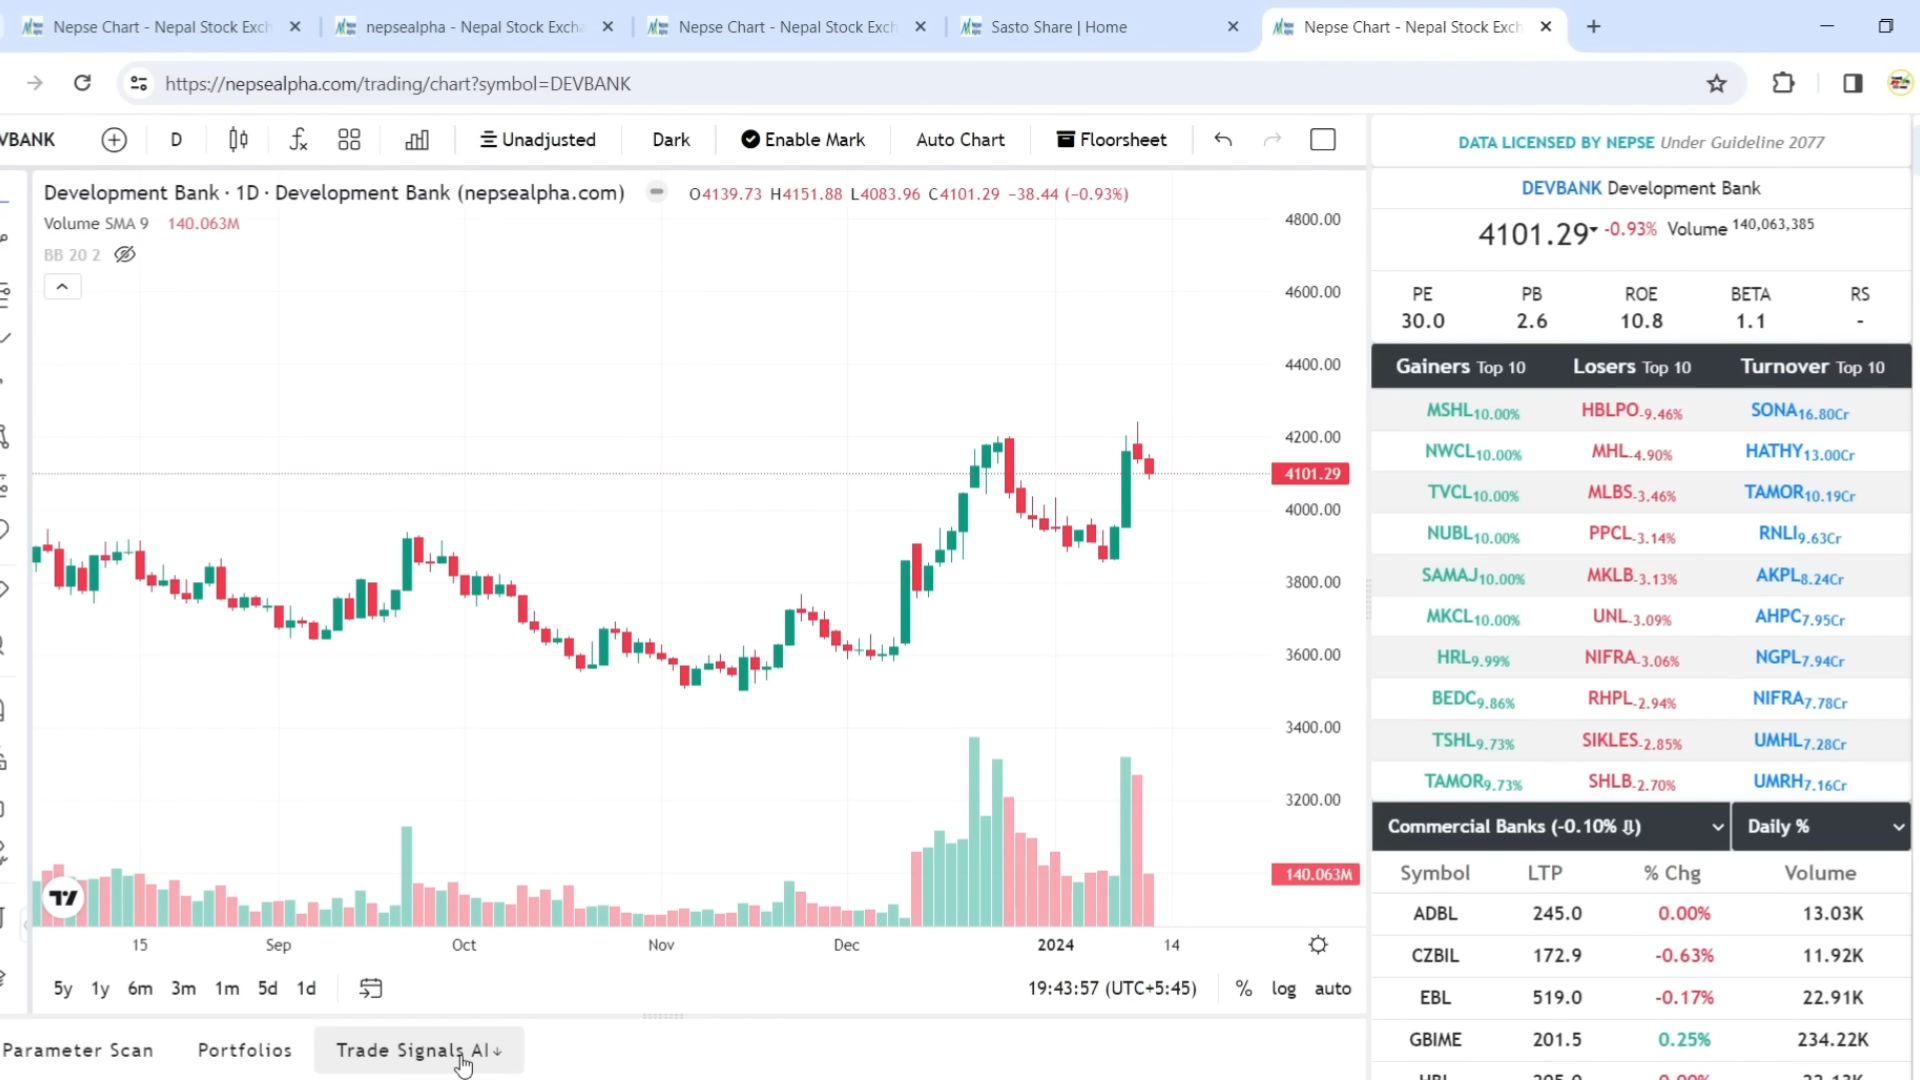 Nepse Chart - Nepal Stock Exch
nepsealpha - Nepal Stock Excha
Nepse Chart - Nepal Stock Exch
Sasto Share | Home
Nepse Chart - Nepal Stock Exch
https://nepsealpha.com/trading/chart?symbol=DEVBANK
VBANK D Unadjusted Dark Enable Mark Auto Chart Floorsheet
Development Bank · 1D · Development Bank (nepsealpha.com) O4139.73 H4151.88 L4083.96 C4101.29 −38.44 (−0.93%)
Volume SMA 9 140.063M
BB 20 2
4800.00
4600.00
4400.00
4200.00
4101.29
4000.00
3800.00
3600.00
3400.00
3200.00
140.063M
15 Sep Oct Nov Dec 2024 14
5y 1y 6m 3m 1m 5d 1d 19:43:57 (UTC+5:45) % log auto
Parameter Scan Portfolios Trade Signals AI↓
DATA LICENSED BY NEPSE Under Guideline 2077
DEVBANK Development Bank
4101.29 -0.93% Volume 140,063,385
PE PB ROE BETA RS
30.0 2.6 10.8 1.1 -
Gainers Top 10 Losers Top 10 Turnover Top 10
MSHL10.00% HBLPO-9.46% SONA16.80Cr
NWCL10.00% MHL-4.90% HATHY13.00Cr
TVCL10.00% MLBS-3.46% TAMOR10.19Cr
NUBL10.00% PPCL-3.14% RNLI9.63Cr
SAMAJ10.00% MKLB-3.13% AKPL8.24Cr
MKCL10.00% UNL-3.09% AHPC7.95Cr
HRL9.99% NIFRA-3.06% NGPL7.94Cr
BEDC9.86% RHPL-2.94% NIFRA7.78Cr
TSHL9.73% SIKLES-2.85% UMHL7.28Cr
TAMOR9.73% SHLB-2.70% UMRH7.16Cr
Commercial Banks (-0.10% ⇩) Daily %
Symbol LTP % Chg Volume
ADBL 245.0 0.00% 13.03K
CZBIL 172.9 -0.63% 11.92K
EBL 519.0 -0.17% 22.91K
GBIME 201.5 0.25% 234.22K